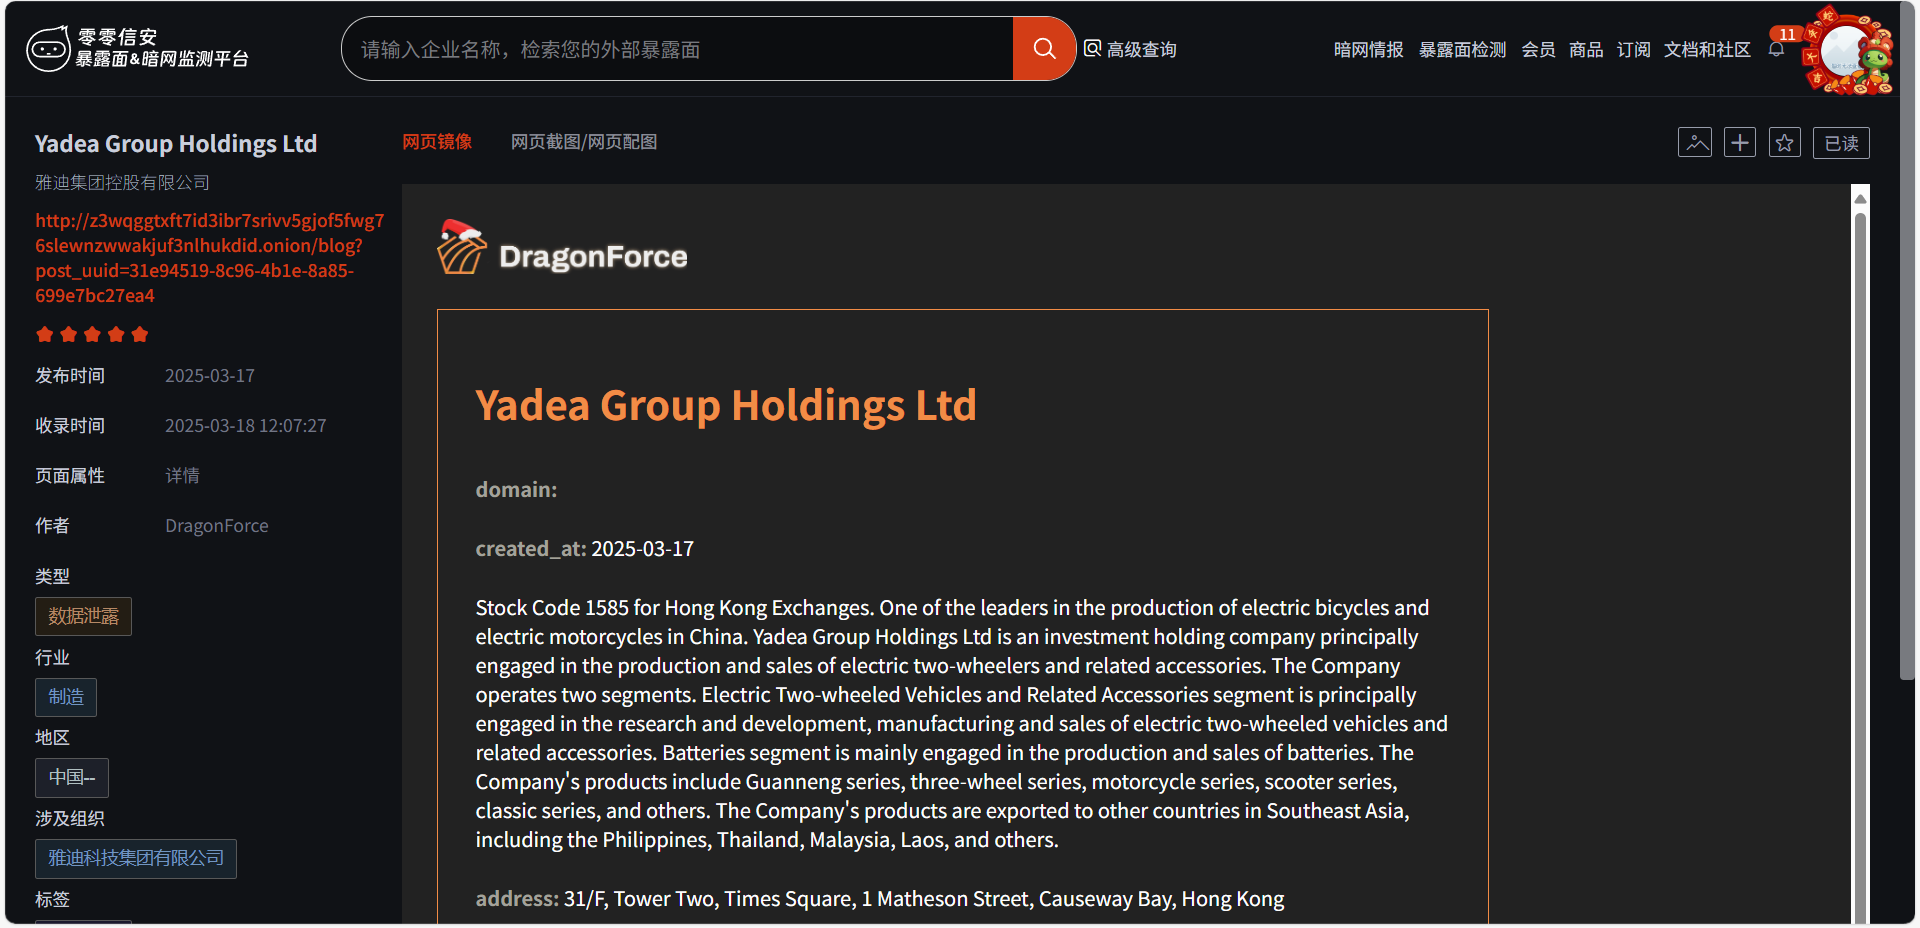 零零信安
暴露面&暗网监测平台
请输入企业名称，检索您的外部暴露面
高级查询
暗网情报 暴露面检测 会员 商品 订阅 文档和社区
11
Yadea Group Holdings Ltd
雅迪集团控股有限公司
http://z3wqggtxft7id3ibr7srivv5gjof5fwg7
6slewnzwwakjuf3nlhukdid.onion/blog?
post_uuid=31e94519-8c96-4b1e-8a85-
699e7bc27ea4
发布时间 2025-03-17
收录时间 2025-03-18 12:07:27
页面属性 详情
作者 DragonForce
类型
数据泄露
行业
制造
地区
中国--
涉及组织
雅迪科技集团有限公司
标签
网页镜像 网页截图/网页配图
已读
DragonForce
Yadea Group Holdings Ltd
domain:
created_at: 2025-03-17
Stock Code 1585 for Hong Kong Exchanges. One of the leaders in the production of electric bicycles and
electric motorcycles in China. Yadea Group Holdings Ltd is an investment holding company principally
engaged in the production and sales of electric two-wheelers and related accessories. The Company
operates two segments. Electric Two-wheeled Vehicles and Related Accessories segment is principally
engaged in the research and development, manufacturing and sales of electric two-wheeled vehicles and
related accessories. Batteries segment is mainly engaged in the production and sales of batteries. The
Company's products include Guanneng series, three-wheel series, motorcycle series, scooter series,
classic series, and others. The Company's products are exported to other countries in Southeast Asia,
including the Philippines, Thailand, Malaysia, Laos, and others.
address: 31/F, Tower Two, Times Square, 1 Matheson Street, Causeway Bay, Hong Kong